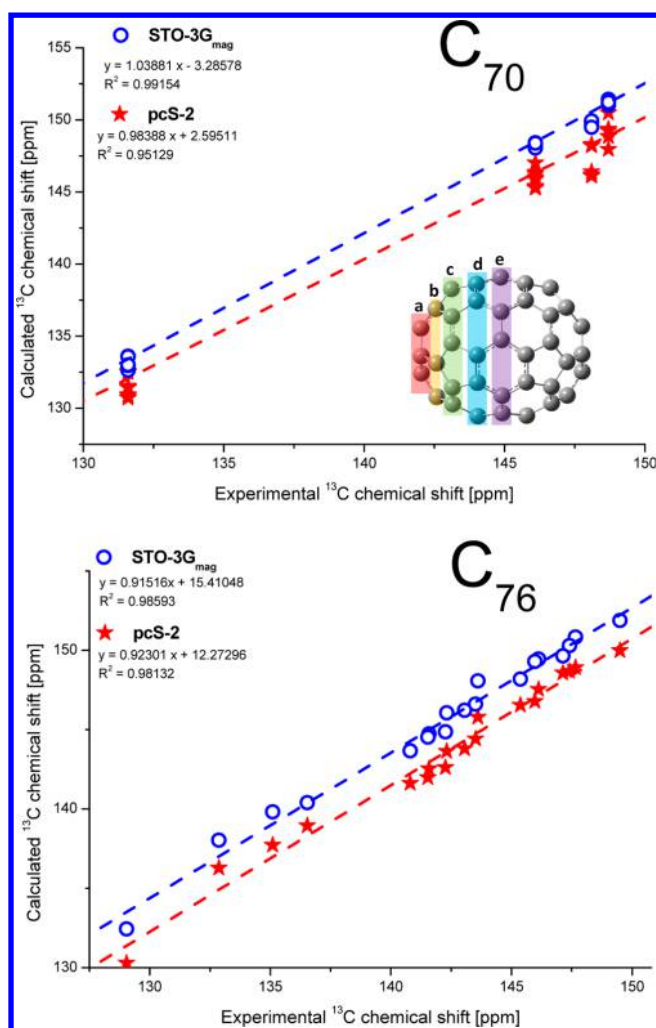 C70
STO-3Gmag
y = 1.03881 x - 3.28578
R2 = 0.99154
pcS-2
y = 0.98388 x + 2.59511
R2 = 0.95129
155
150
145
140
135
130
Calculated 13C chemical shift [ppm]
a
b
c
d
e
130
135
140
145
150
Experimental 13C chemical shift [ppm]
C76
STO-3Gmag
y = 0.91516x + 15.41048
R2 = 0.98593
pcS-2
y = 0.92301 x + 12.27296
R2 = 0.98132
150
140
130
Calculated 13C chemical shift [ppm]
130
135
140
145
150
Experimental 13C chemical shift [ppm]